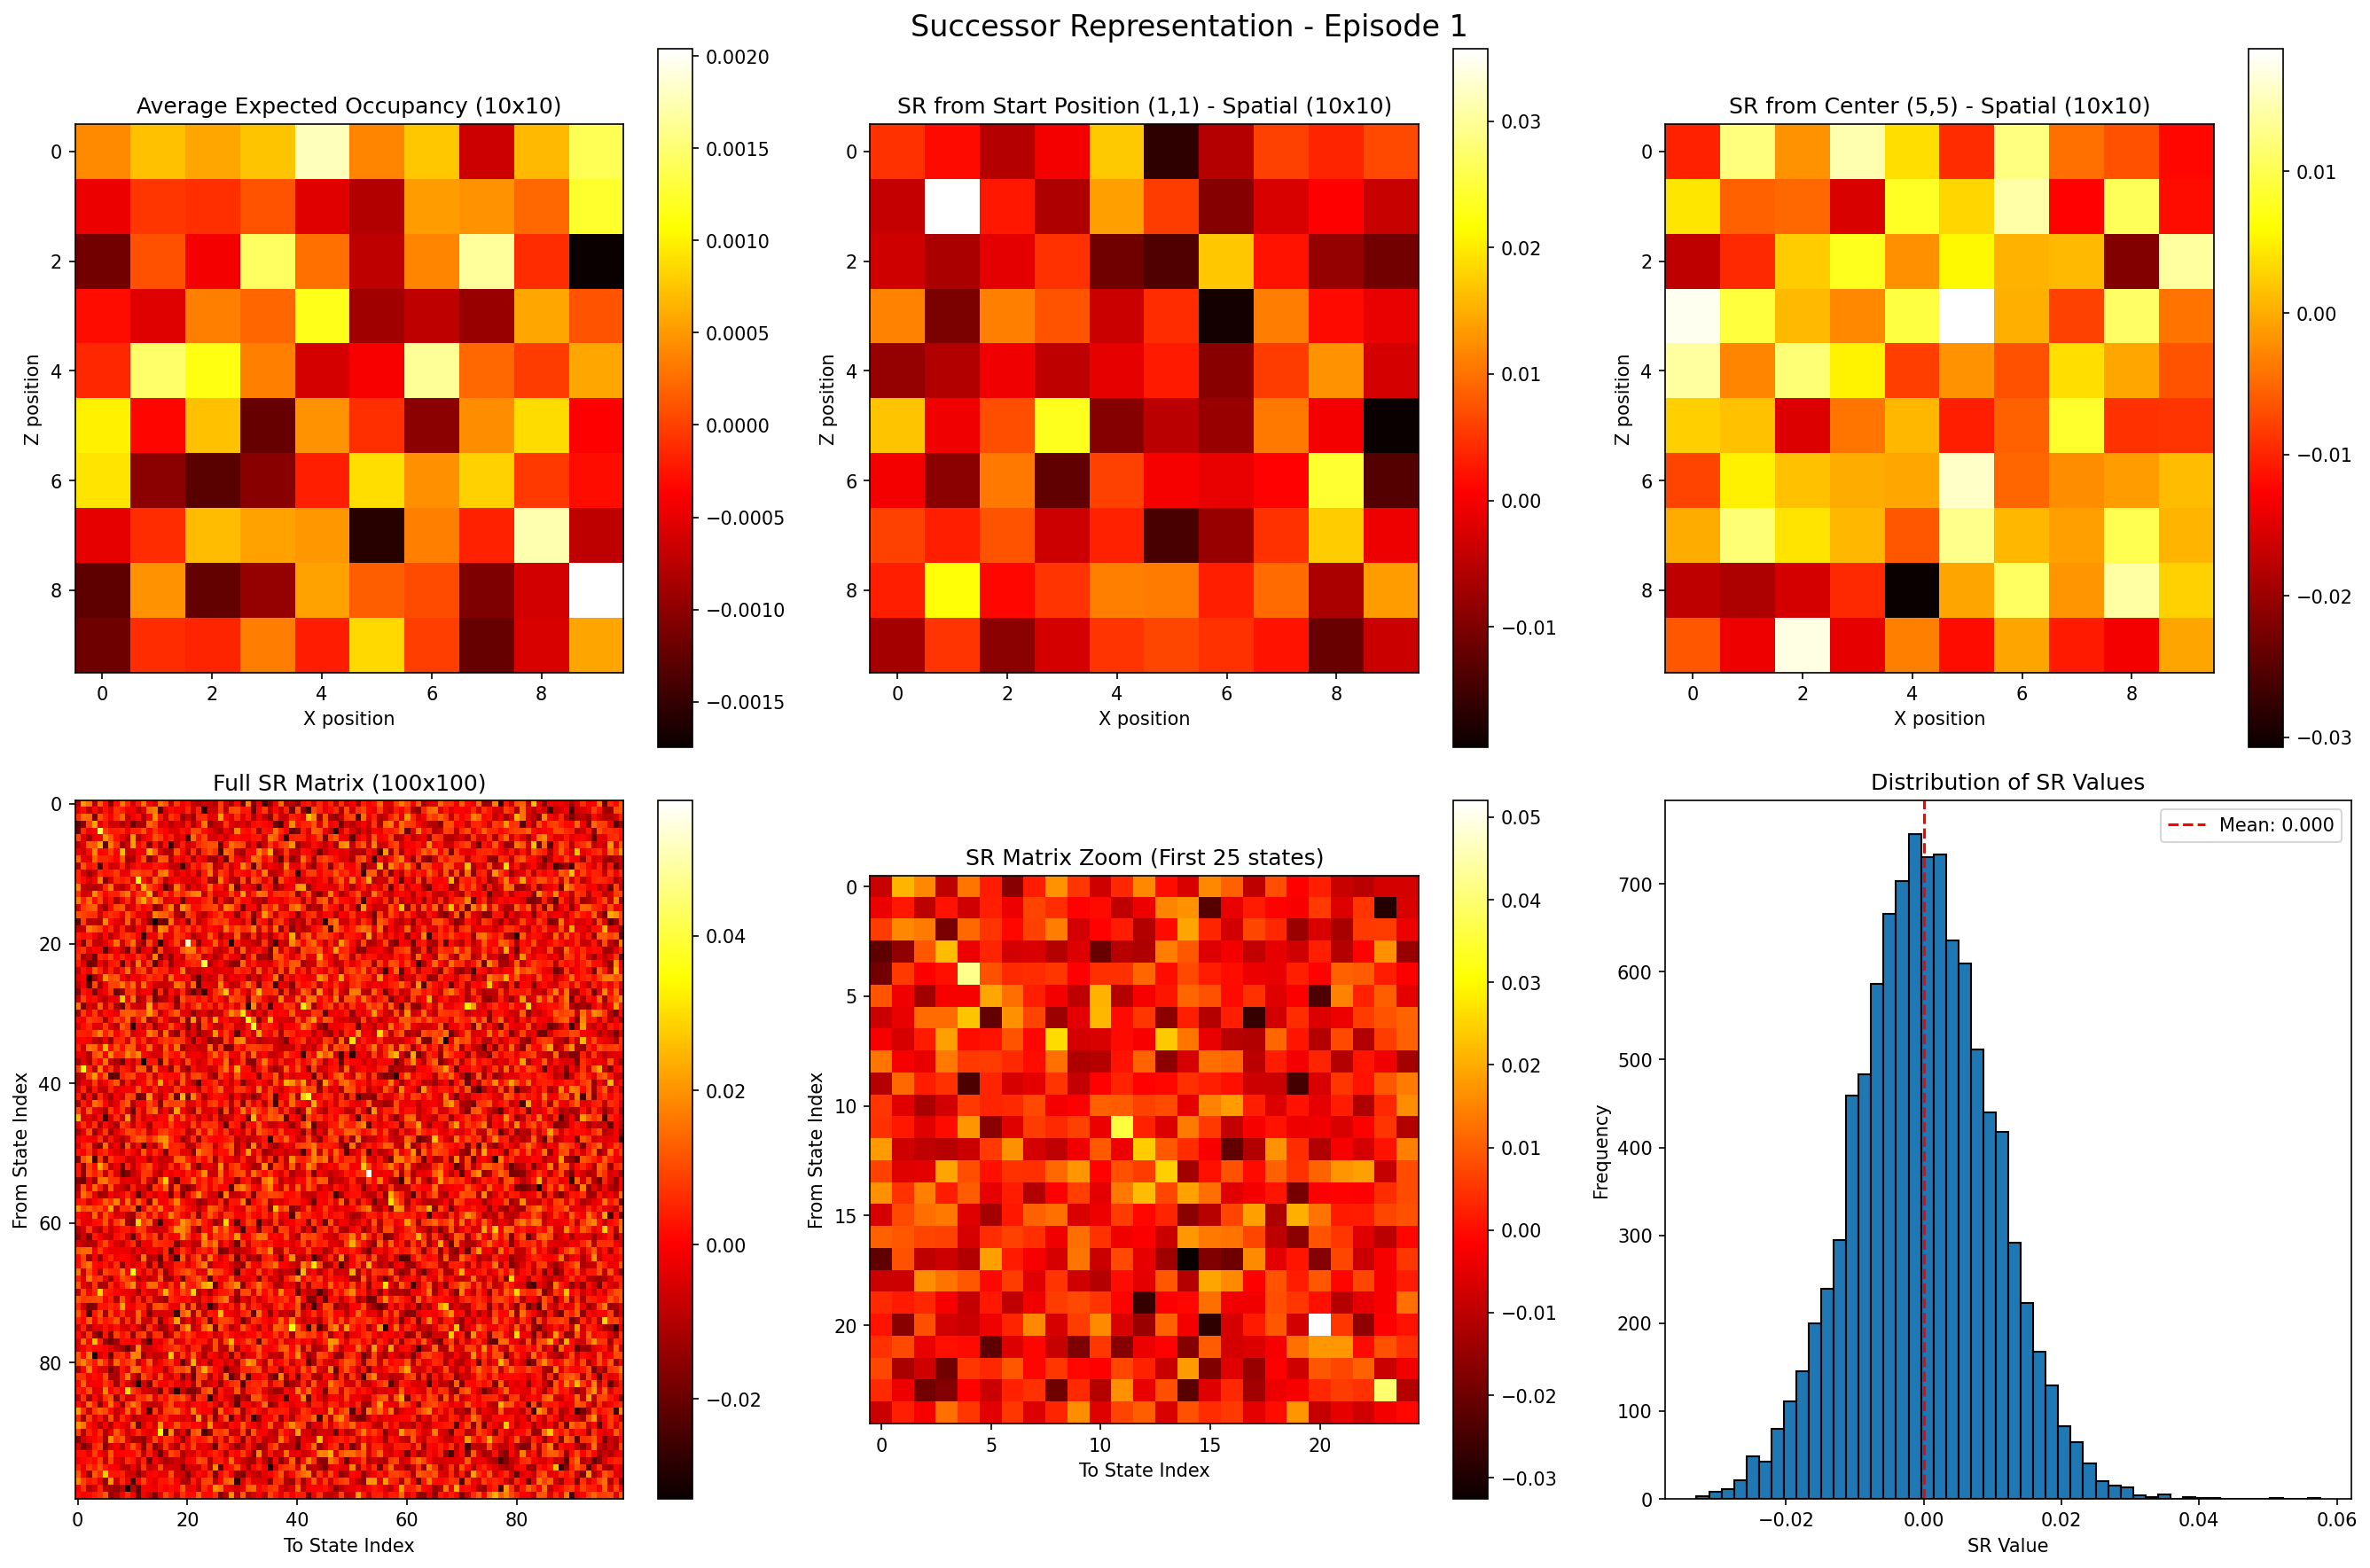 Successor Representation - Episode 1
Average Expected Occupancy (10x10)
0
2
4
6
8
Z position
0 2 4 6 8
X position
0.0020
0.0015
0.0010
0.0005
0.0000
−0.0005
−0.0010
−0.0015
SR from Start Position (1,1) - Spatial (10x10)
0
2
4
6
8
Z position
0 2 4 6 8
X position
0.03
0.02
0.01
0.00
−0.01
SR from Center (5,5) - Spatial (10x10)
0
2
4
6
8
Z position
0 2 4 6 8
X position
0.01
0.00
−0.01
−0.02
−0.03
Full SR Matrix (100x100)
0
20
40
60
80
From State Index
0 20 40 60 80
To State Index
0.04
0.02
0.00
−0.02
SR Matrix Zoom (First 25 states)
0
5
10
15
20
From State Index
0 5 10 15 20
To State Index
0.05
0.04
0.03
0.02
0.01
0.00
−0.01
−0.02
−0.03
Distribution of SR Values
Mean: 0.000
700
600
500
400
300
200
100
0
Frequency
−0.02 0.00 0.02 0.04 0.06
SR Value